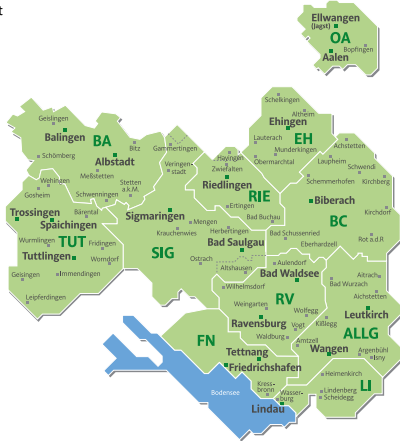 t
Ellwangen
(Jagst)
OA
Bopfingen
Aalen
Schelkingen
Geislingen
Altheim
Ehingen
Balingen
BA
Lauterach
EH
Achstetten
Bitz
Gammertingen
Munderkingen
Schömberg
Albstadt
Hayingen
Obermarchtal
Laupheim
Veringen-
stadt
Zwiefalten
Schwendi
Meßstetten
Riedlingen
Schemmerhofen
Kirchberg
Wehingen
Stetten
a.k.M.
Gosheim
Schwenningen
RIE
Biberach
Trossingen
Bärental
Sigmaringen
Ertingen
Kirchdorf
Spaichingen
Mengen
Bad Buchau
BC
Krauchenwies
Herbertingen
Wurmlingen
TUT
Fridingen
Bad Schussenried
Rot a.d.R
Bad Saulgau
Eberhardzell
Tuttlingen
SIG
Worndorf
Ostrach
Aulendorf
Geisingen
Immendingen
Altshausen
Bad Waldsee
Aitrach
Wilhelmsdorf
Bad Wurzach
Leipferdingen
RV
Aichstetten
Weingarten
Wolfegg
Leutkirch
Ravensburg
Vogt
Kißlegg
FN
Waldburg
ALLG
Amtzell
Tettnang
Wangen
Argenbühl
Isny
Friedrichshafen
Heimenkirch
Kress-
bronn
LI
Bodensee
Wasser-
burg
Lindenberg
Scheidegg
Lindau